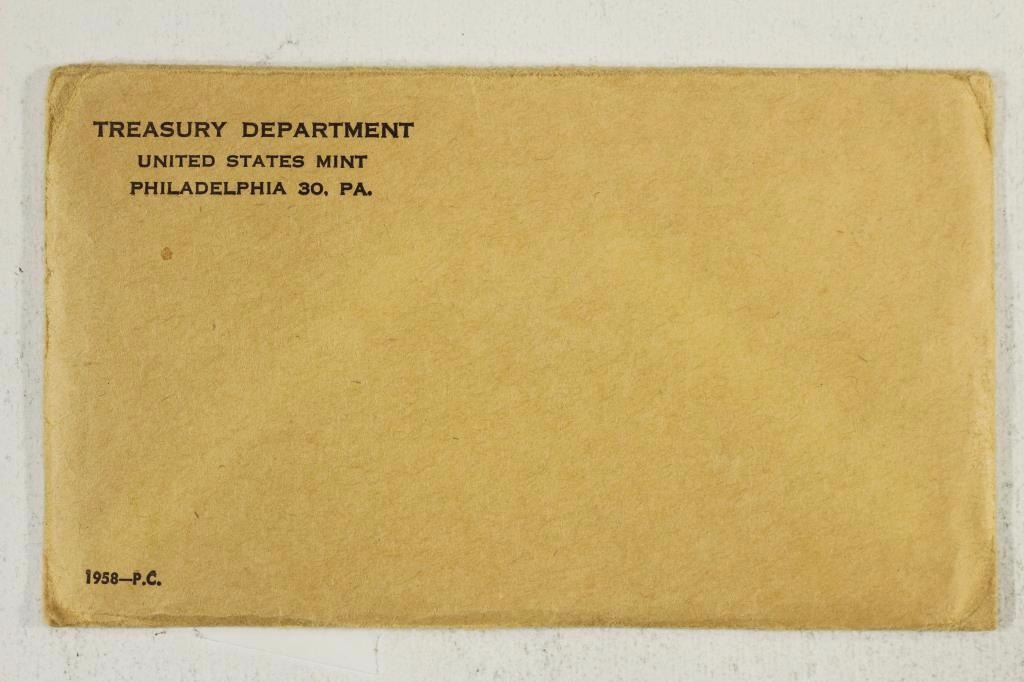 TREASURY DEPARTMENT
UNITED STATES MINT
PHILADELPHIA 30, PA.
1958—P.C.